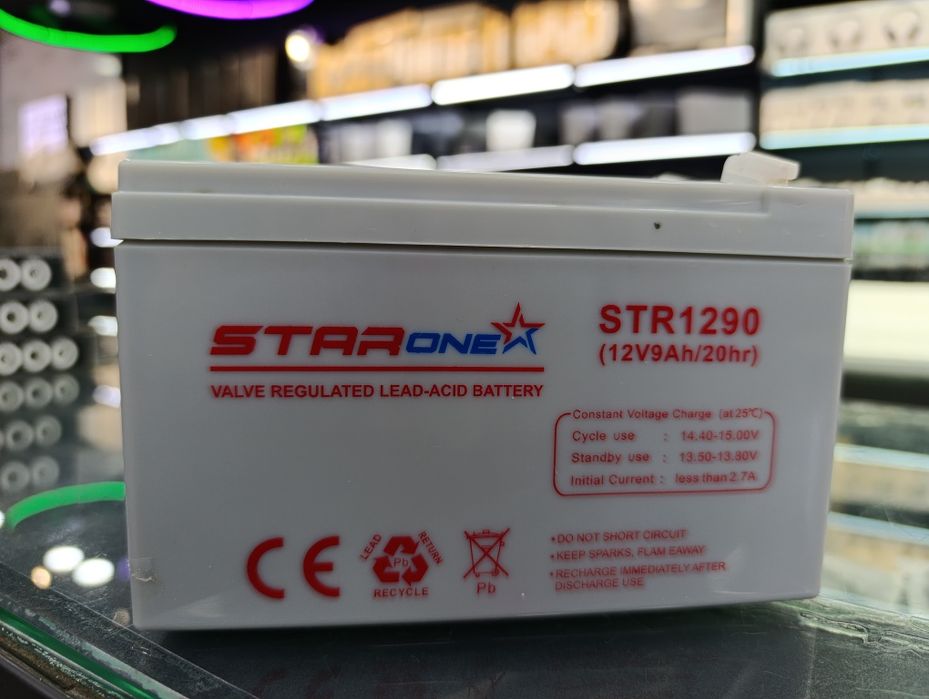 STAR ONE
VALVE REGULATED LEAD-ACID BATTERY
STR1290
(12V9Ah/20hr)
Constant Voltage Charge (at 25℃)
Cycle use : 14.40-15.00V
Standby use : 13.50-13.80V
Initial Current : less than 2.7A
CE
LEAD RETURN
Pb
RECYCLE
Pb
• DO NOT SHORT CIRCUIT
• KEEP SPARKS, FLAM EAWAY
• RECHARGE IMMEDIATELY AFTER
DISCHARGE USE